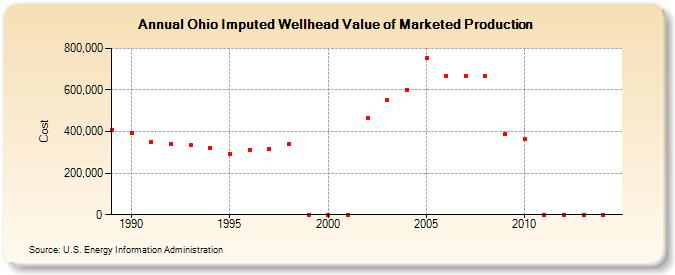 Annual Ohio Imputed Wellhead Value of Marketed Production
800,000
600,000
400,000
200,000
0
Cost
1990 1995 2000 2005 2010
Source: U.S. Energy Information Administration